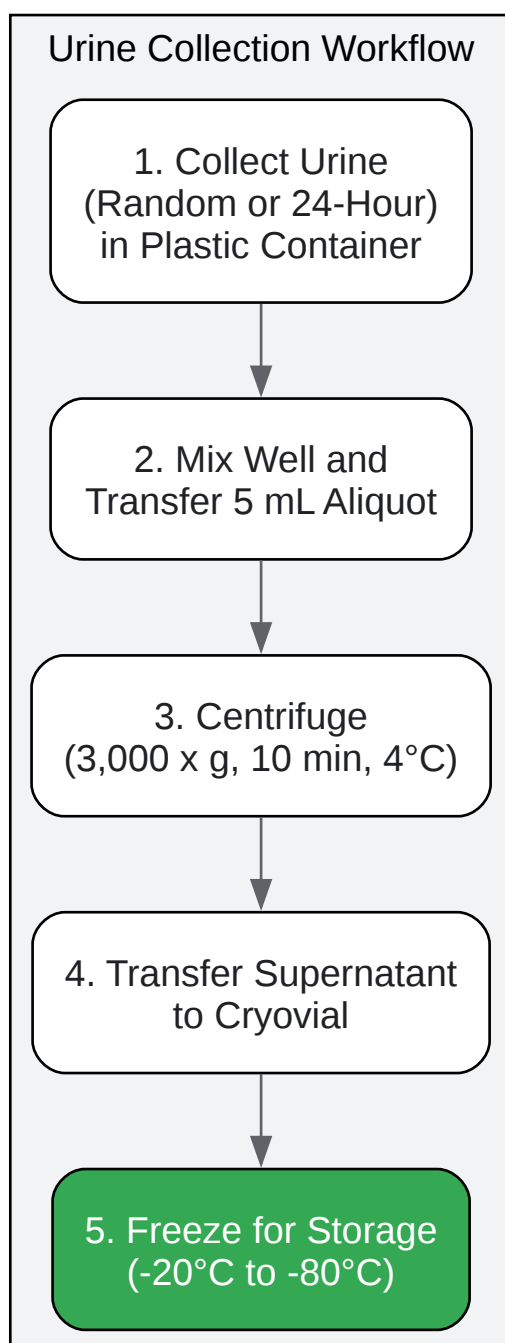 Urine Collection Workflow
1. Collect Urine
(Random or 24-Hour)
in Plastic Container
2. Mix Well and
Transfer 5 mL Aliquot
3. Centrifuge
(3,000 x g, 10 min, 4°C)
4. Transfer Supernatant
to Cryovial
5. Freeze for Storage
(-20°C to -80°C)